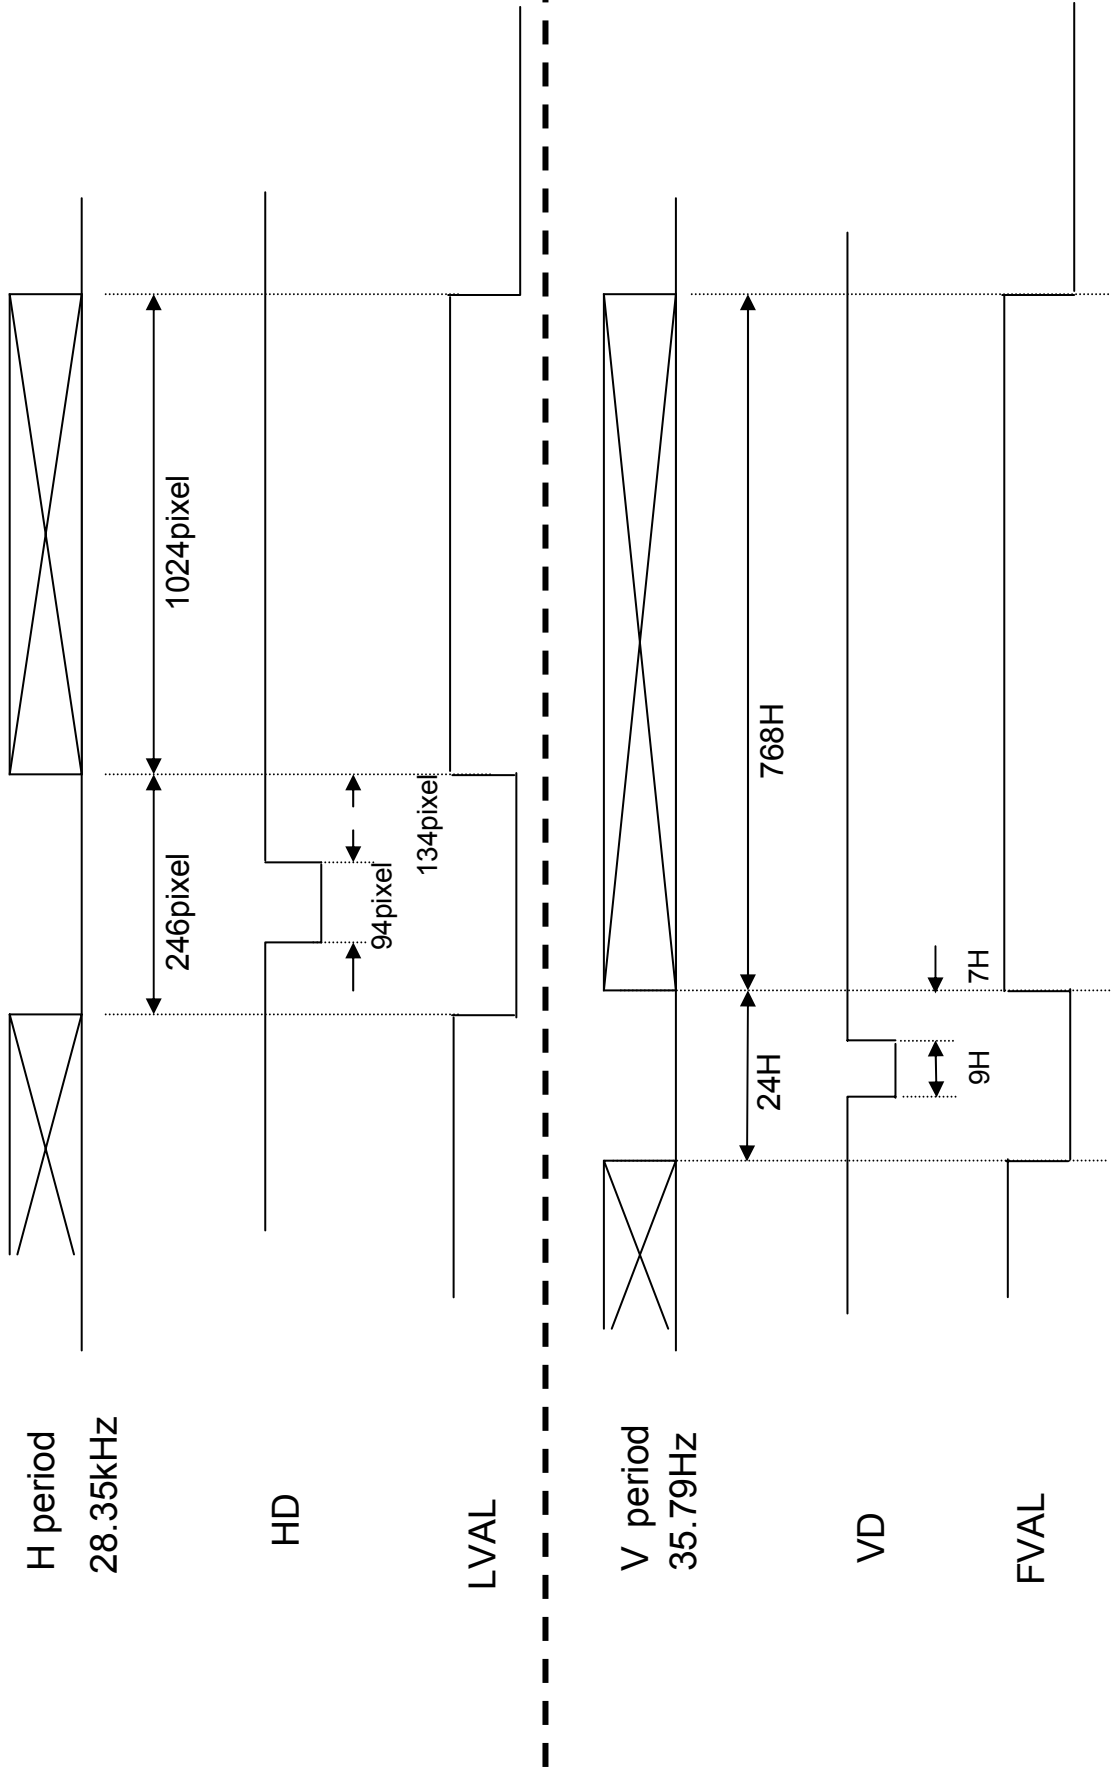 H period
28.35kHz
246pixel
1024pixel
HD
94pixel
134pixel
LVAL
V period
35.79Hz
24H
768H
VD
9H
7H
FVAL